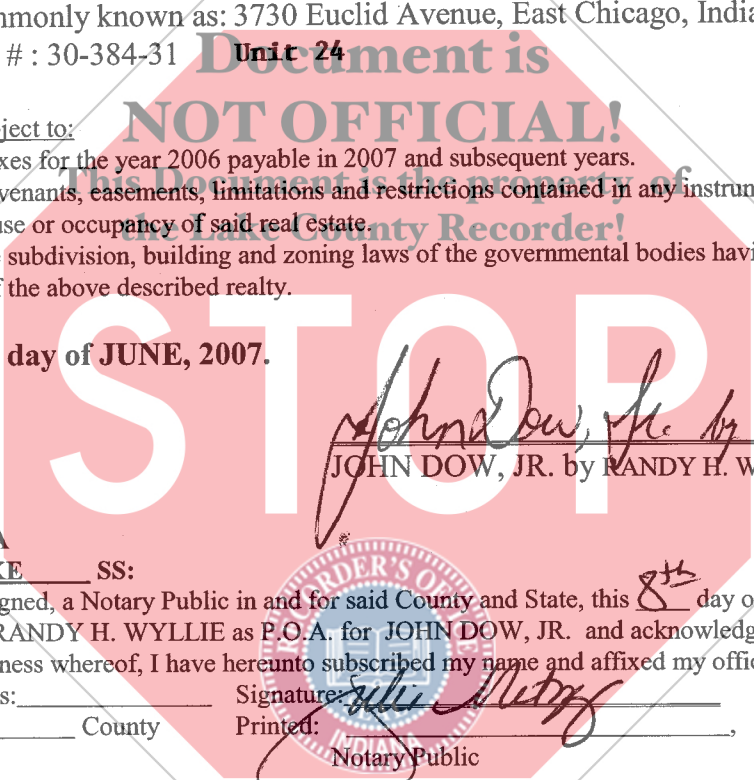 mmonly known as: 3730 Euclid Avenue, East Chicago, India
# : 30-384-31 Unit 24
Document is
NOT OFFICIAL!
This Document is the property of
the Lake County Recorder!
ject to:
xes for the year 2006 payable in 2007 and subsequent years.
venants, easements, limitations and restrictions contained in any instrun
use or occupancy of said real estate.
e subdivision, building and zoning laws of the governmental bodies havi
f the above described realty.
STOP
day of JUNE, 2007.
John Dow, Jr. by
JOHN DOW, JR. by RANDY H. W
A
KE SS:
igned, a Notary Public in and for said County and State, this 8th day o
RANDY H. WYLLIE as P.O.A. for JOHN DOW, JR. and acknowledg
ness whereof, I have hereunto subscribed my name and affixed my offic
s: Signature:
County Printed: ,
Notary Public
RECORDER'S OFFICE
INDIANA